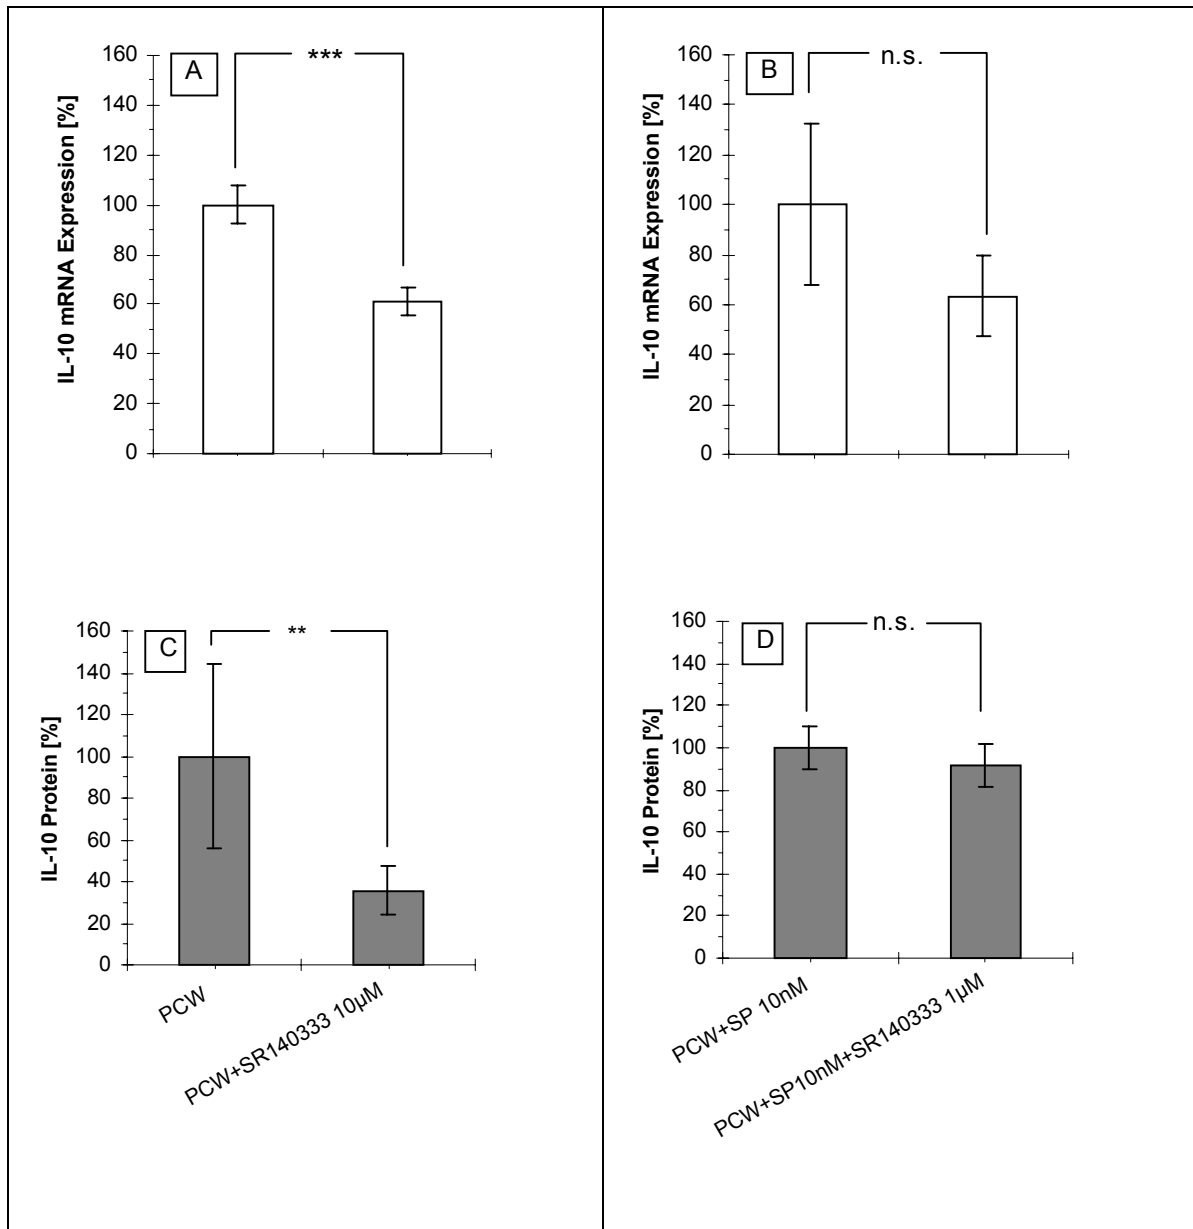 A
IL-10 mRNA Expression [%]
160
140
120
100
80
60
40
20
0
***
B
IL-10 mRNA Expression [%]
160
140
120
100
80
60
40
20
0
n.s.
C
IL-10 Protein [%]
160
140
120
100
80
60
40
20
0
**
PCW
PCW+SR140333 10µM
D
IL-10 Protein [%]
160
140
120
100
80
60
40
20
0
n.s.
PCW+SP 10nM
PCW+SP10nM+SR140333 1µM